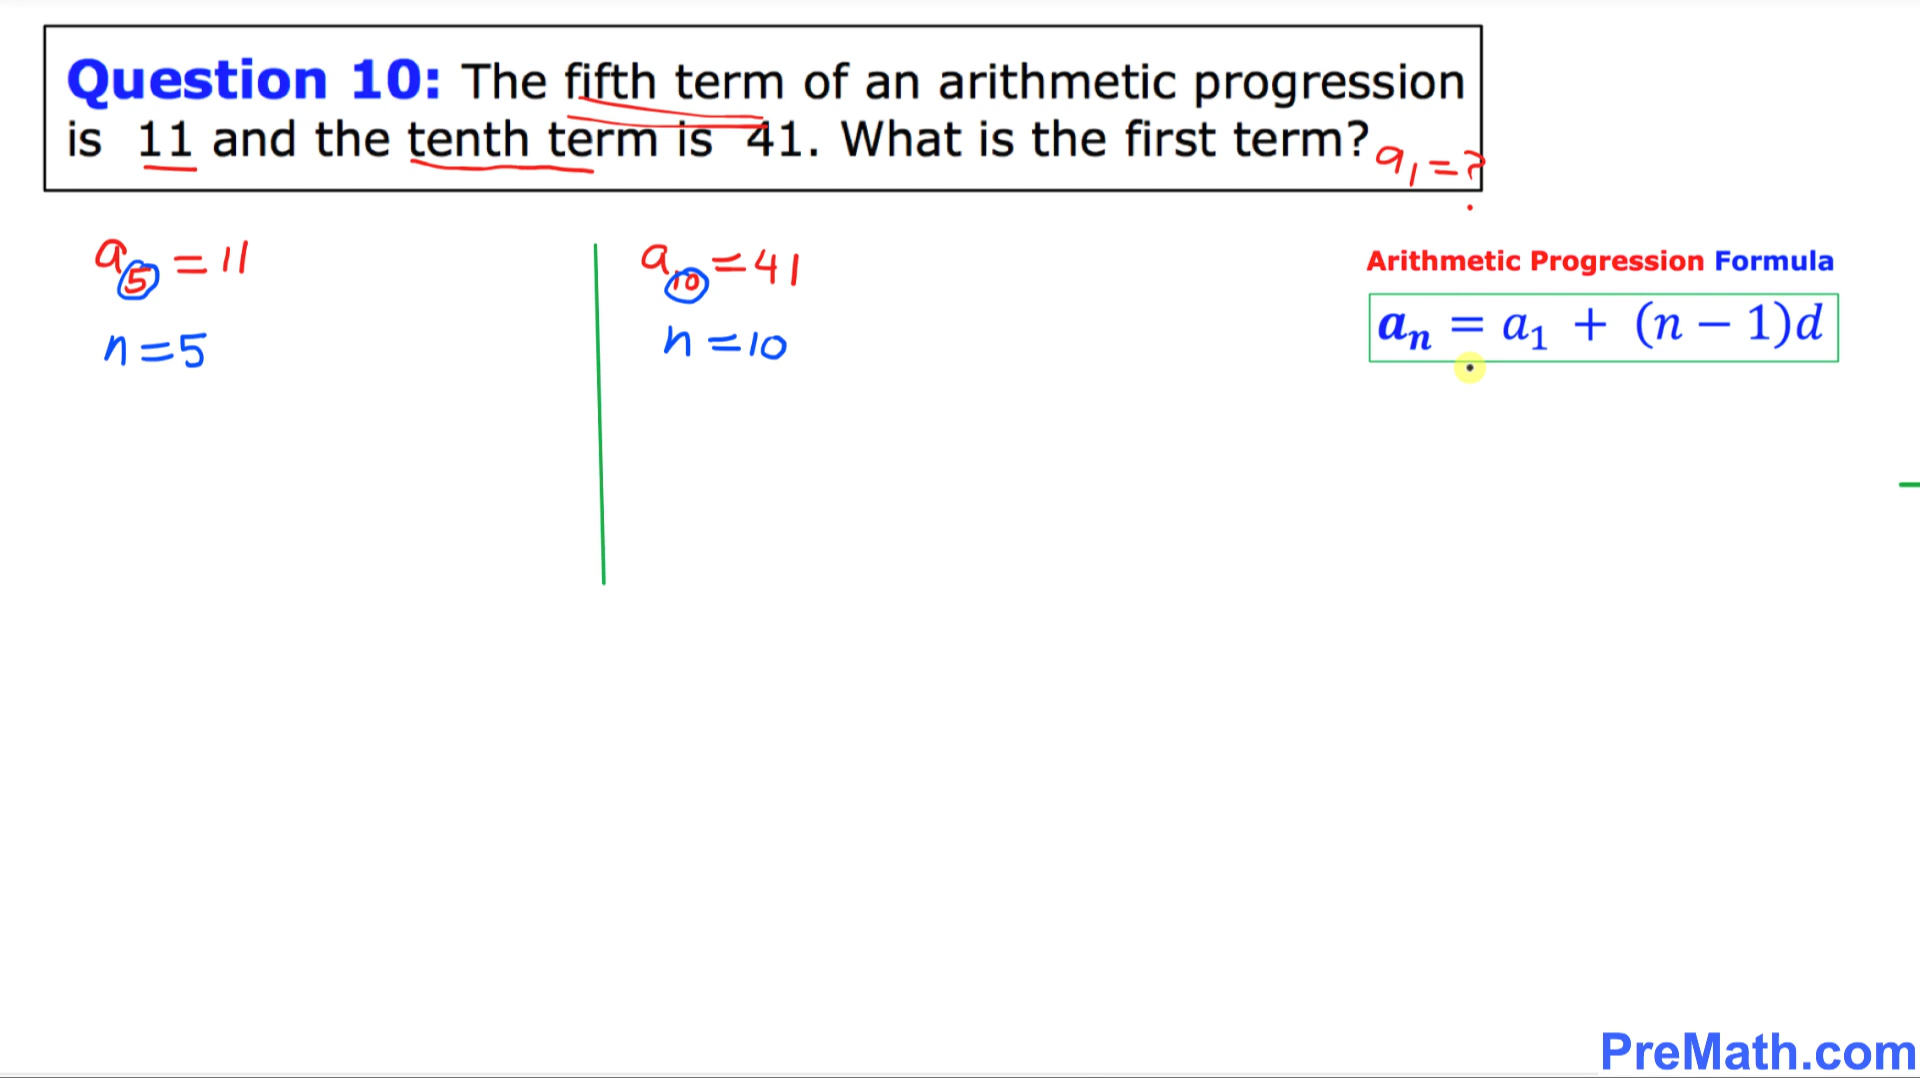 Question 10: The fifth term of an arithmetic progression
is 11 and the tenth term is 41. What is the first term?
a₁ = ?
a₅ = 11
n = 5
a₁₀ = 41
n = 10
Arithmetic Progression Formula
aₙ = a₁ + (n − 1)d
PreMath.com